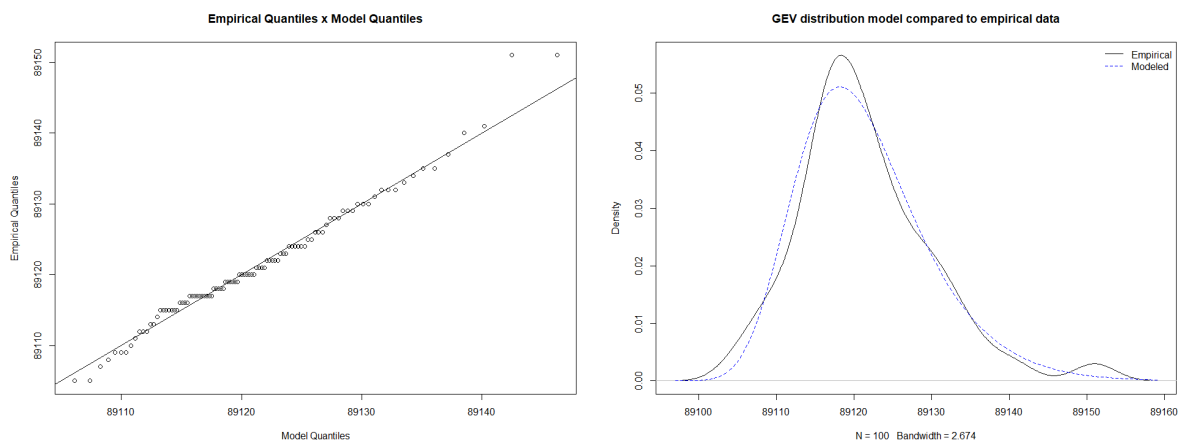 Empirical Quantiles x Model Quantiles
89150
89140
89130
89120
89110
Empirical Quantiles
89110 89120 89130 89140
Model Quantiles
GEV distribution model compared to empirical data
Empirical
Modeled
0.05
0.04
0.03
0.02
0.01
0.00
Density
89100 89110 89120 89130 89140 89150 89160
N = 100 Bandwidth = 2.674